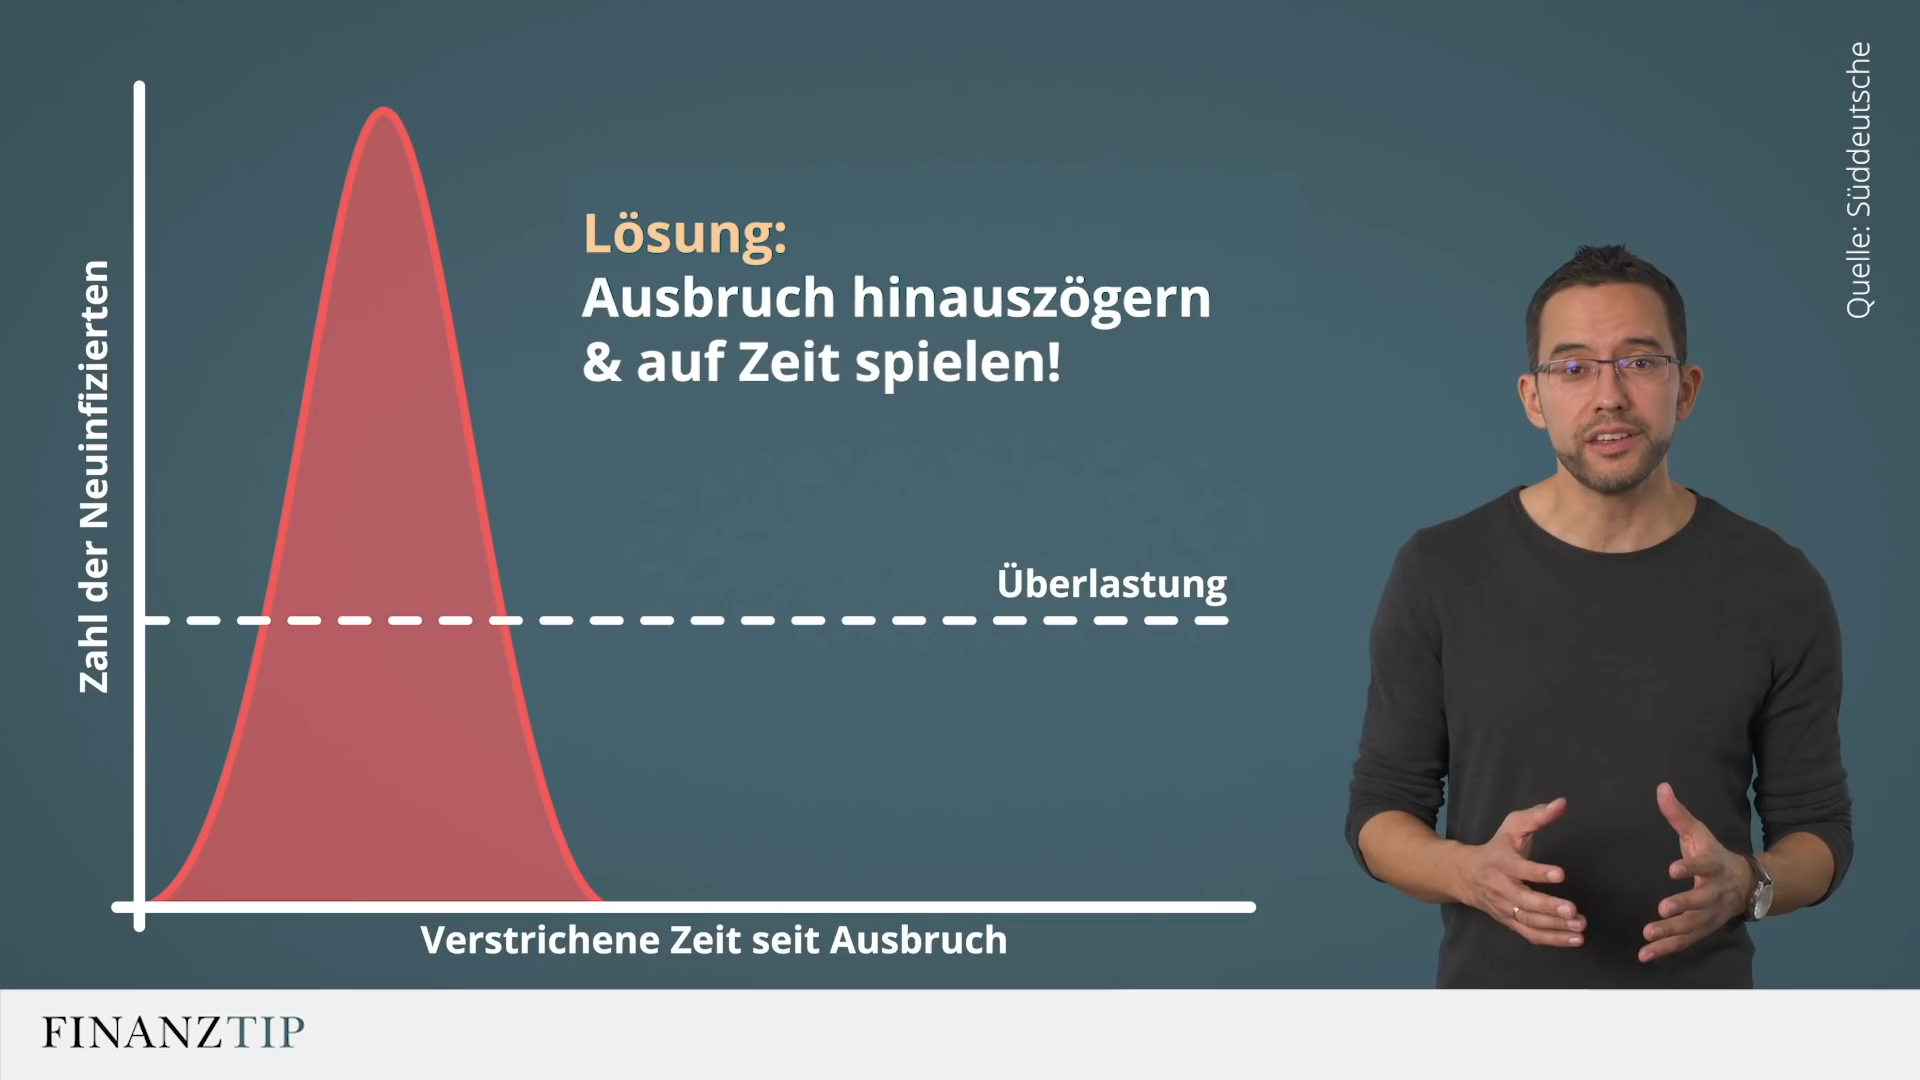 Quelle: Süddeutsche
Lösung:
Ausbruch hinauszögern
& auf Zeit spielen!
Zahl der Neuinfizierten
Überlastung
Verstrichene Zeit seit Ausbruch
FINANZTIP